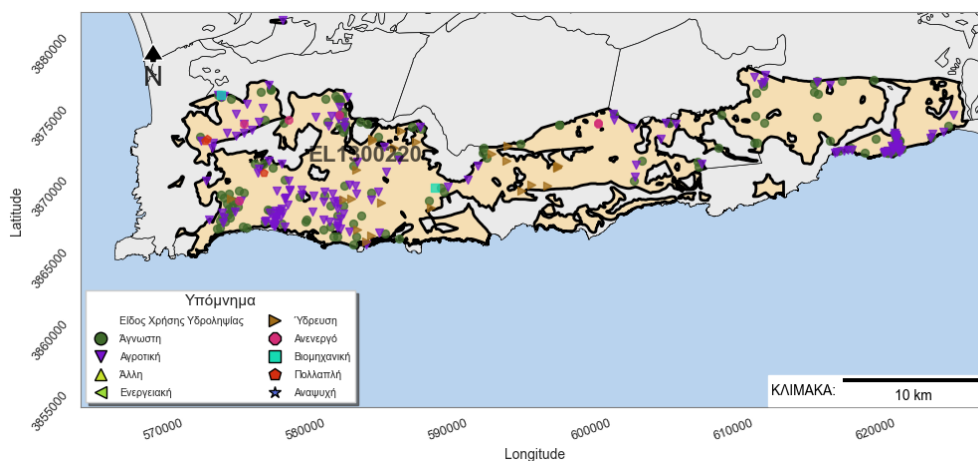 3880000
N
3875000
EL1300220
3870000
Latitude
3865000
Υπόμνημα
Είδος Χρήσης Υδροληψίας
Ύδρευση
Άγνωστη
Ανενεργό
Αγροτική
Βιομηχανική
Άλλη
Πολλαπλή
Ενεργειακή
Αναψυχή
3860000
ΚΛΙΜΑΚΑ:
10 km
3855000
570000
580000
590000
600000
610000
620000
Longitude